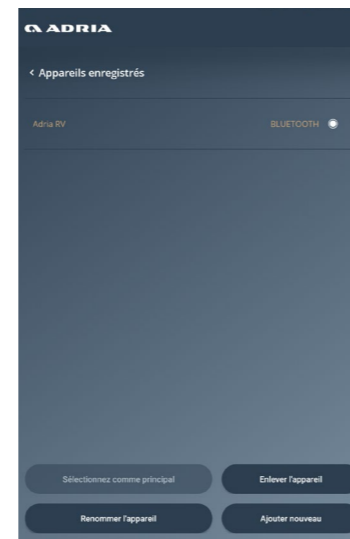 ADRIA
< Appareils enregistrés
Adria RV BLUETOOTH
Sélectionnez comme principal Enlever l'appareil
Renommer l'appareil Ajouter nouveau